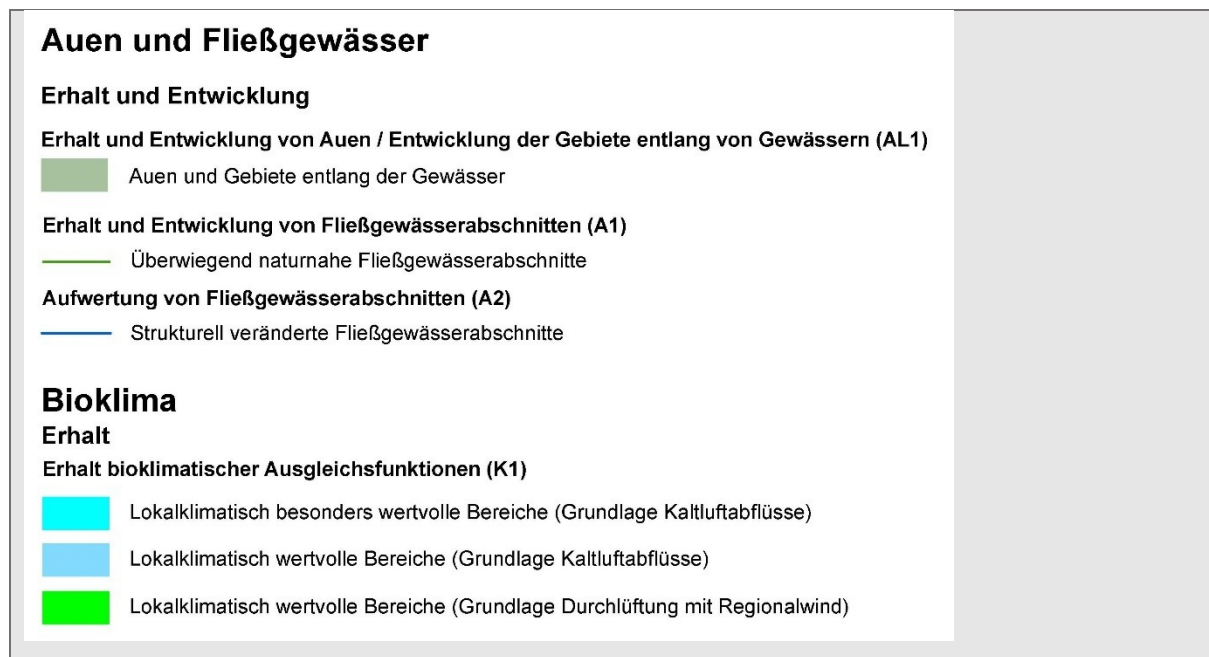 Auen und Fließgewässer
Erhalt und Entwicklung
Erhalt und Entwicklung von Auen / Entwicklung der Gebiete entlang von Gewässern (AL1)
Auen und Gebiete entlang der Gewässer
Erhalt und Entwicklung von Fließgewässerabschnitten (A1)
Überwiegend naturnahe Fließgewässerabschnitte
Aufwertung von Fließgewässerabschnitten (A2)
Strukturell veränderte Fließgewässerabschnitte
Bioklima
Erhalt
Erhalt bioklimatischer Ausgleichsfunktionen (K1)
Lokalklimatisch besonders wertvolle Bereiche (Grundlage Kaltluftabflüsse)
Lokalklimatisch wertvolle Bereiche (Grundlage Kaltluftabflüsse)
Lokalklimatisch wertvolle Bereiche (Grundlage Durchlüftung mit Regionalwind)